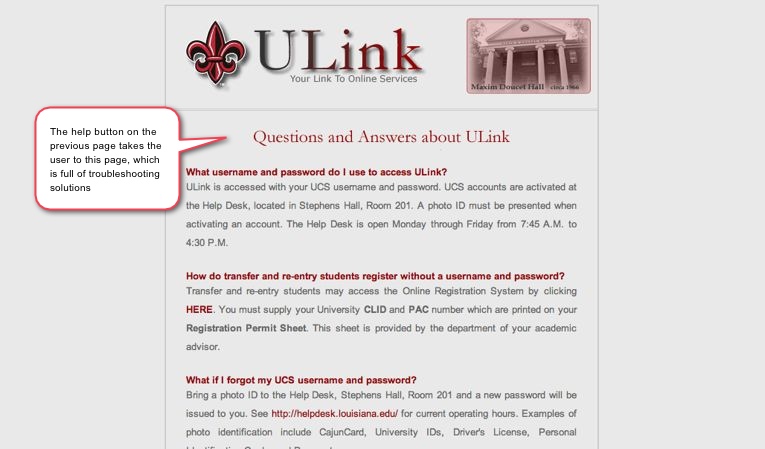 ULink
Your Link To Online Services
Maxim Doucet Hall circa 1966
The help button on the
previous page takes the
user to this page, which
is full of troubleshooting
solutions
Questions and Answers about ULink
What username and password do I use to access ULink?
ULink is accessed with your UCS username and password. UCS accounts are activated at
the Help Desk, located in Stephens Hall, Room 201. A photo ID must be presented when
activating an account. The Help Desk is open Monday through Friday from 7:45 A.M. to
4:30 P.M.
How do transfer and re-entry students register without a username and password?
Transfer and re-entry students may access the Online Registration System by clicking
HERE. You must supply your University CLID and PAC number which are printed on your
Registration Permit Sheet. This sheet is provided by the department of your academic
advisor.
What if I forgot my UCS username and password?
Bring a photo ID to the Help Desk, Stephens Hall, Room 201 and a new password will be
issued to you. See http://helpdesk.louisiana.edu/ for current operating hours. Examples of
photo identification include CajunCard, University IDs, Driver's License, Personal